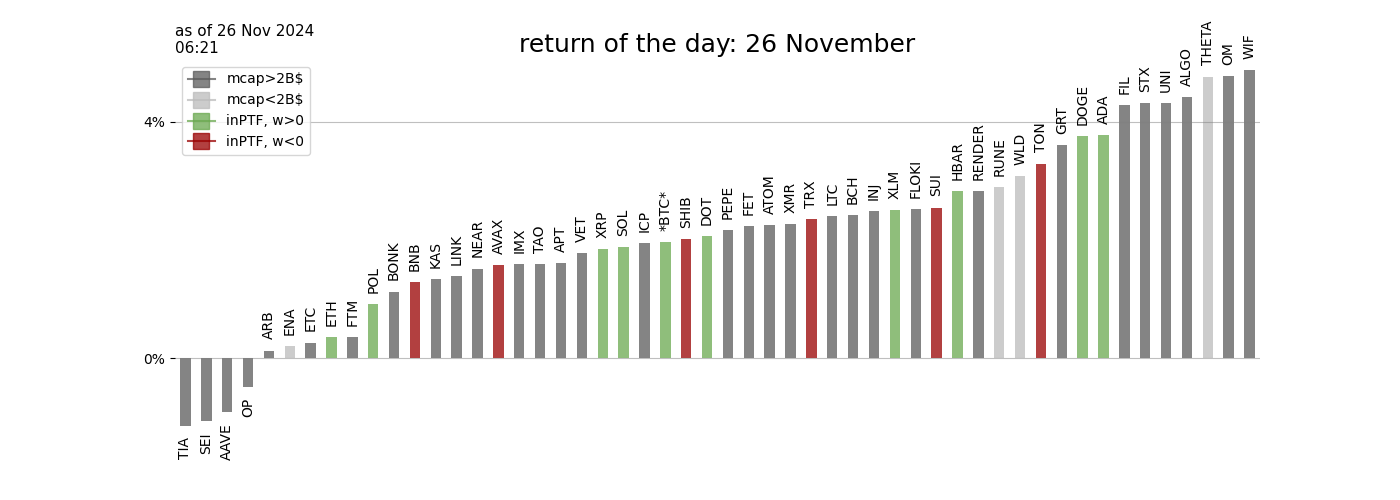 as of 26 Nov 2024
06:21
return of the day: 26 November
mcap>2B$
mcap<2B$
inPTF, w>0
inPTF, w<0
4%
0%
TIA
SEI
AAVE
OP
ARB
ENA
ETC
ETH
FTM
POL
BONK
BNB
KAS
LINK
NEAR
AVAX
IMX
TAO
APT
VET
XRP
SOL
ICP
*BTC*
SHIB
DOT
PEPE
FET
ATOM
XMR
TRX
LTC
BCH
INJ
XLM
FLOKI
SUI
HBAR
RENDER
RUNE
WLD
TON
GRT
DOGE
ADA
FIL
STX
UNI
ALGO
THETA
OM
WIF